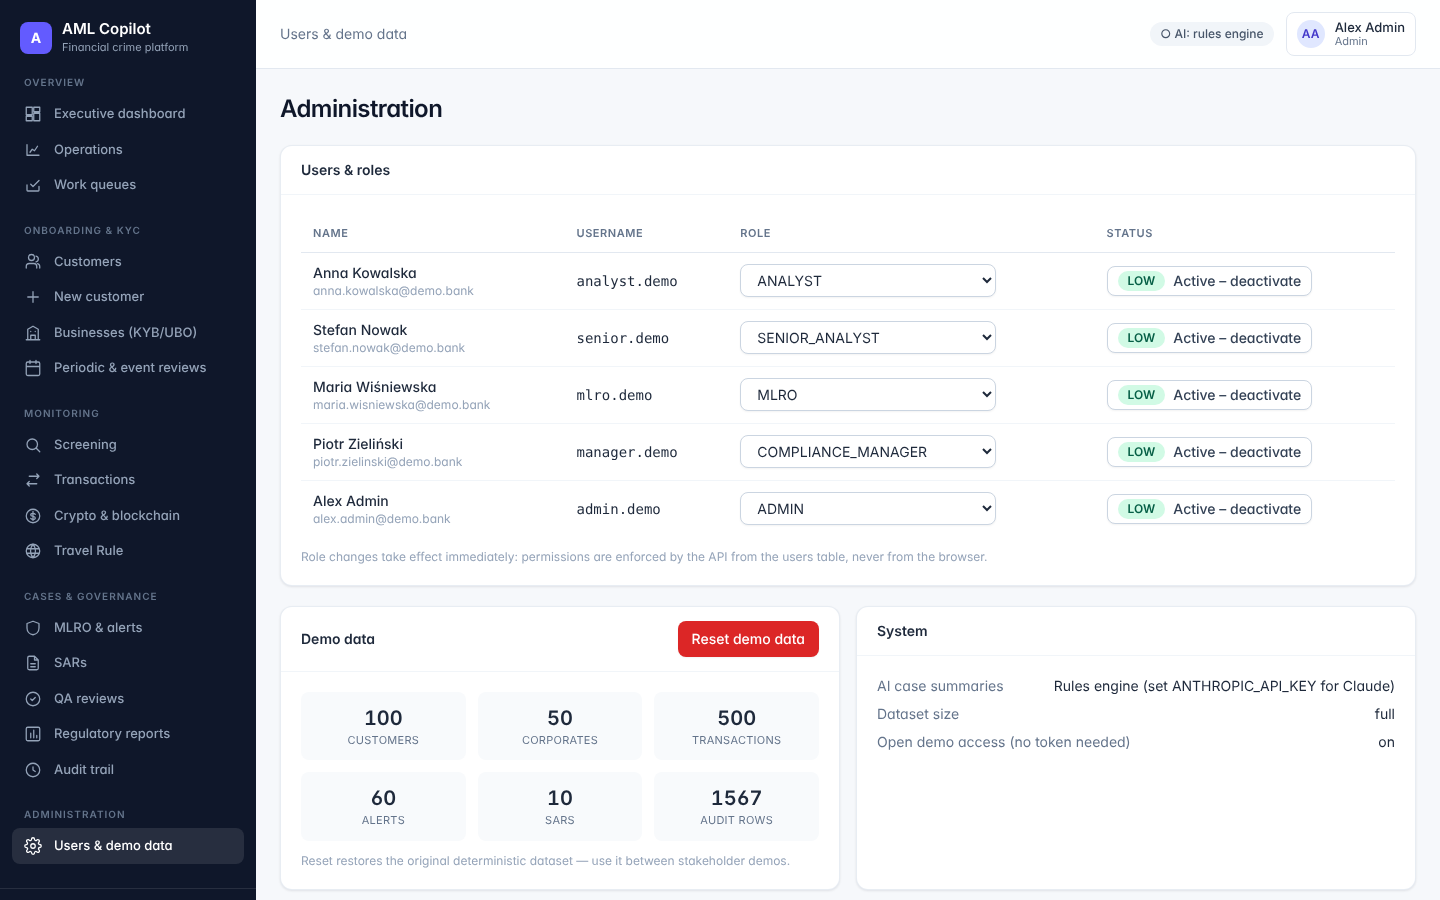 A
AML Copilot
Financial crime platform
OVERVIEW
Executive dashboard
Operations
Work queues
ONBOARDING & KYC
Customers
New customer
Businesses (KYB/UBO)
Periodic & event reviews
MONITORING
Screening
Transactions
Crypto & blockchain
Travel Rule
CASES & GOVERNANCE
MLRO & alerts
SARs
QA reviews
Regulatory reports
Audit trail
ADMINISTRATION
Users & demo data
Users & demo data
AI: rules engine
AA
Alex Admin
Admin
Administration
Users & roles
NAME USERNAME ROLE STATUS
Anna Kowalska
anna.kowalska@demo.bank
analyst.demo ANALYST LOW Active – deactivate
Stefan Nowak
stefan.nowak@demo.bank
senior.demo SENIOR_ANALYST LOW Active – deactivate
Maria Wiśniewska
maria.wisniewska@demo.bank
mlro.demo MLRO LOW Active – deactivate
Piotr Zieliński
piotr.zielinski@demo.bank
manager.demo COMPLIANCE_MANAGER LOW Active – deactivate
Alex Admin
alex.admin@demo.bank
admin.demo ADMIN LOW Active – deactivate
Role changes take effect immediately: permissions are enforced by the API from the users table, never from the browser.
Demo data
Reset demo data
100
CUSTOMERS
50
CORPORATES
500
TRANSACTIONS
60
ALERTS
10
SARS
1567
AUDIT ROWS
Reset restores the original deterministic dataset — use it between stakeholder demos.
System
AI case summaries Rules engine (set ANTHROPIC_API_KEY for Claude)
Dataset size full
Open demo access (no token needed) on